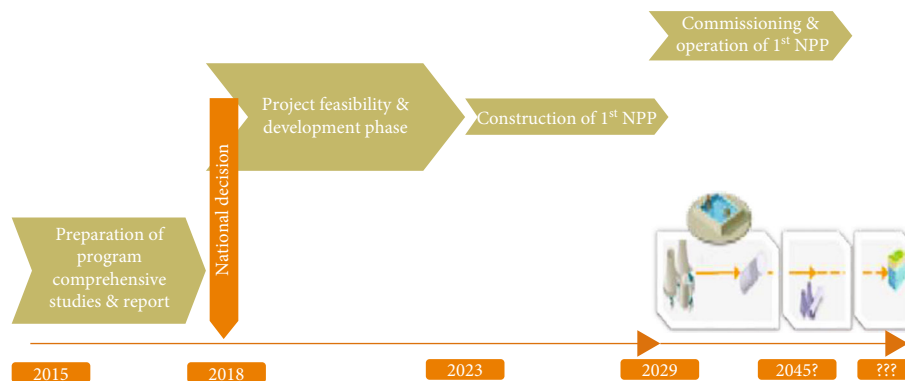 Commissioning &
operation of 1st NPP
Project feasibility &
development phase
Construction of 1st NPP
National decision
Preparation of
program
comprehensive
studies & report
2015
2018
2023
2029
2045?
???